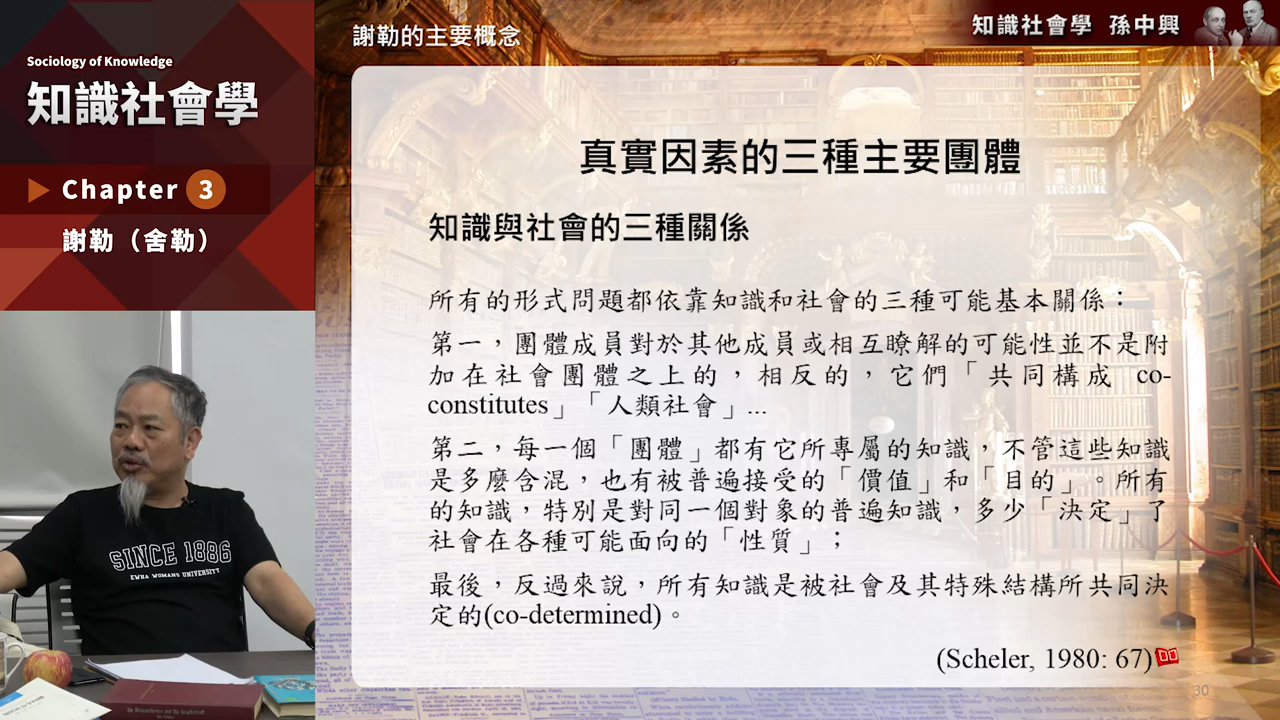 Sociology of Knowledge
知識社會學
Chapter 3
謝勒（舍勒）
SINCE 1886
EWHA WOMANS UNIVERSITY
謝勒的主要概念
知識社會學 孫中興
真實因素的三種主要團體
知識與社會的三種關係
所有的形式問題都依靠知識和社會的三種可能基本關係：
第一，團體成員對於其他成員或相互瞭解的可能性並不是附
加在社會團體之上的，相反的，它們「共同構成 co-
constitutes」「人類社會」...
第二，每一個「團體」都有它所專屬的知識，不管這些知識
是多麼含混，也有被普遍接受的「價值」和「目的」。所有
的知識，特別是對同一個對象的普遍知識，多少「決定」了
社會在各種可能面向的「性質」；
最後，反過來說，所有知識是被社會及其特殊結構所共同決
定的(co-determined)。
(Scheler, 1980: 67)
30